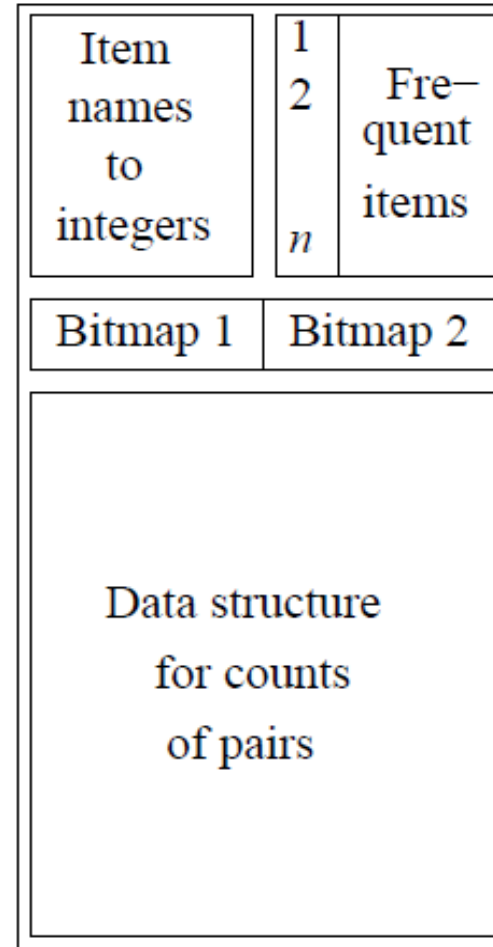 Item
names
to
integers
1
2
n
Fre–
quent
items
Bitmap 1
Bitmap 2
Data structure
for counts
of pairs